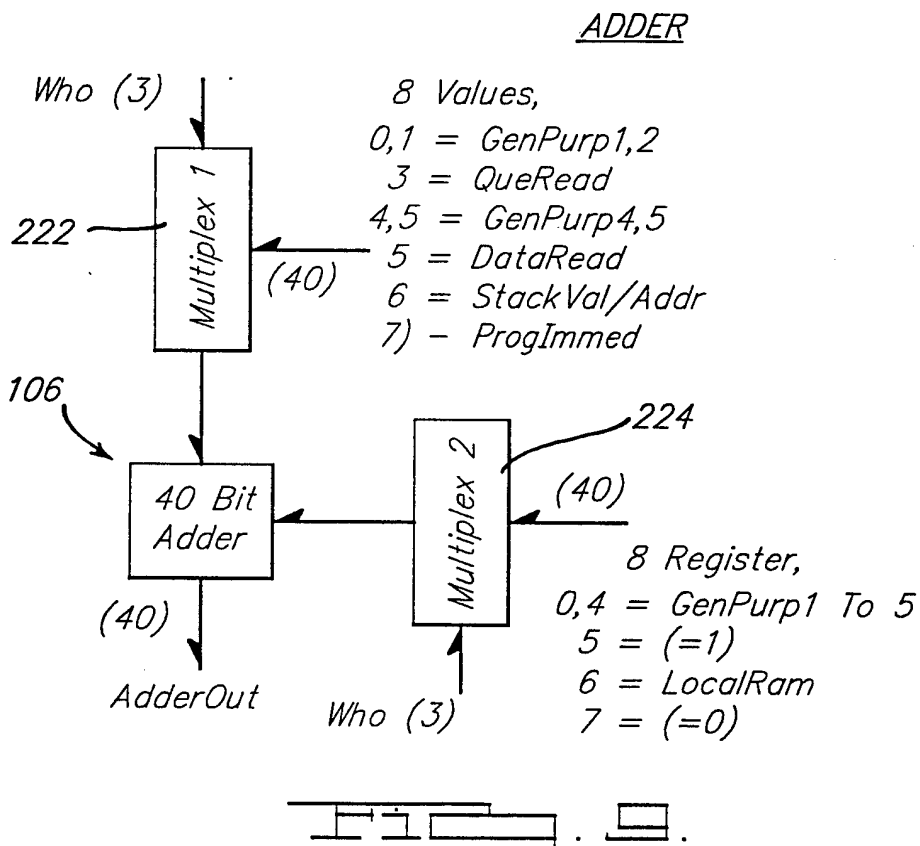 ADDER
Who (3)
8 Values,
0,1 = GenPurp1,2
3 = QueRead
4,5 = GenPurp4,5
5 = DataRead
6 = StackVal/Addr
7) - ProgImmed
Multiplex 1
222
(40)
106
40 Bit
Adder
Multiplex 2
224
(40)
8 Register,
0,4 = GenPurp1 To 5
5 = (=1)
6 = LocalRam
7 = (=0)
(40)
AdderOut
Who (3)